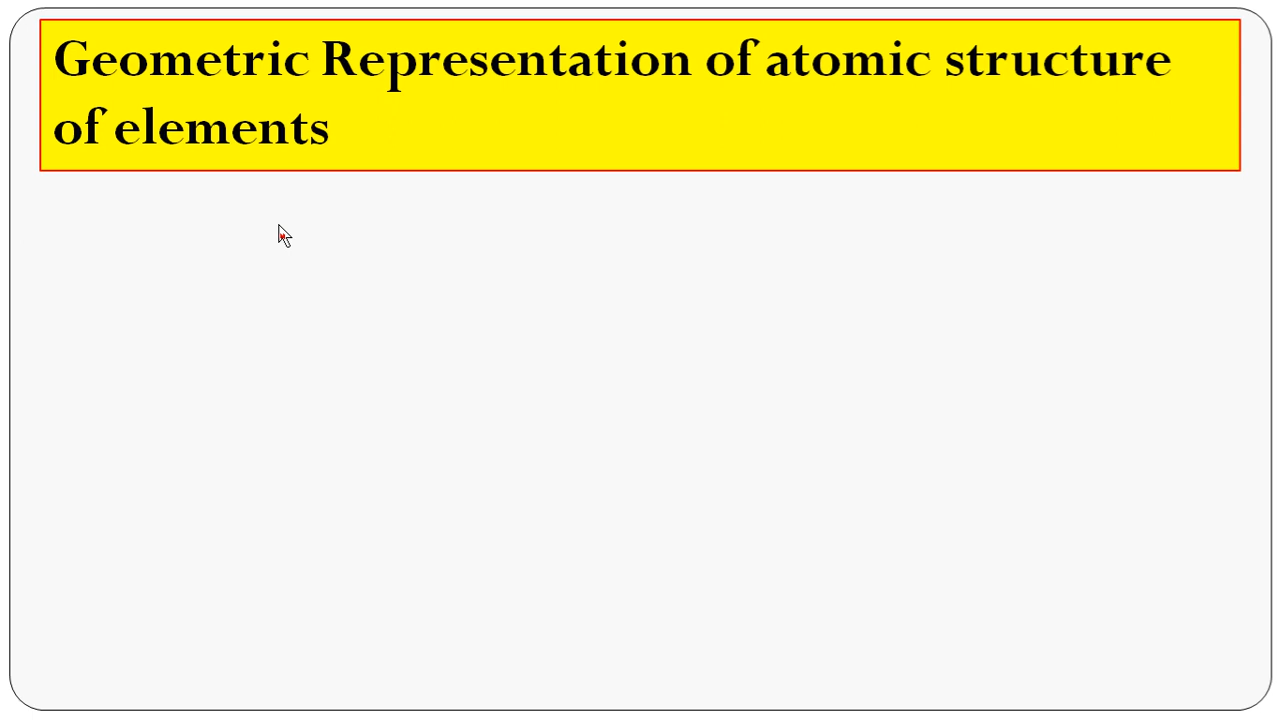 Geometric Representation of atomic structure
of elements